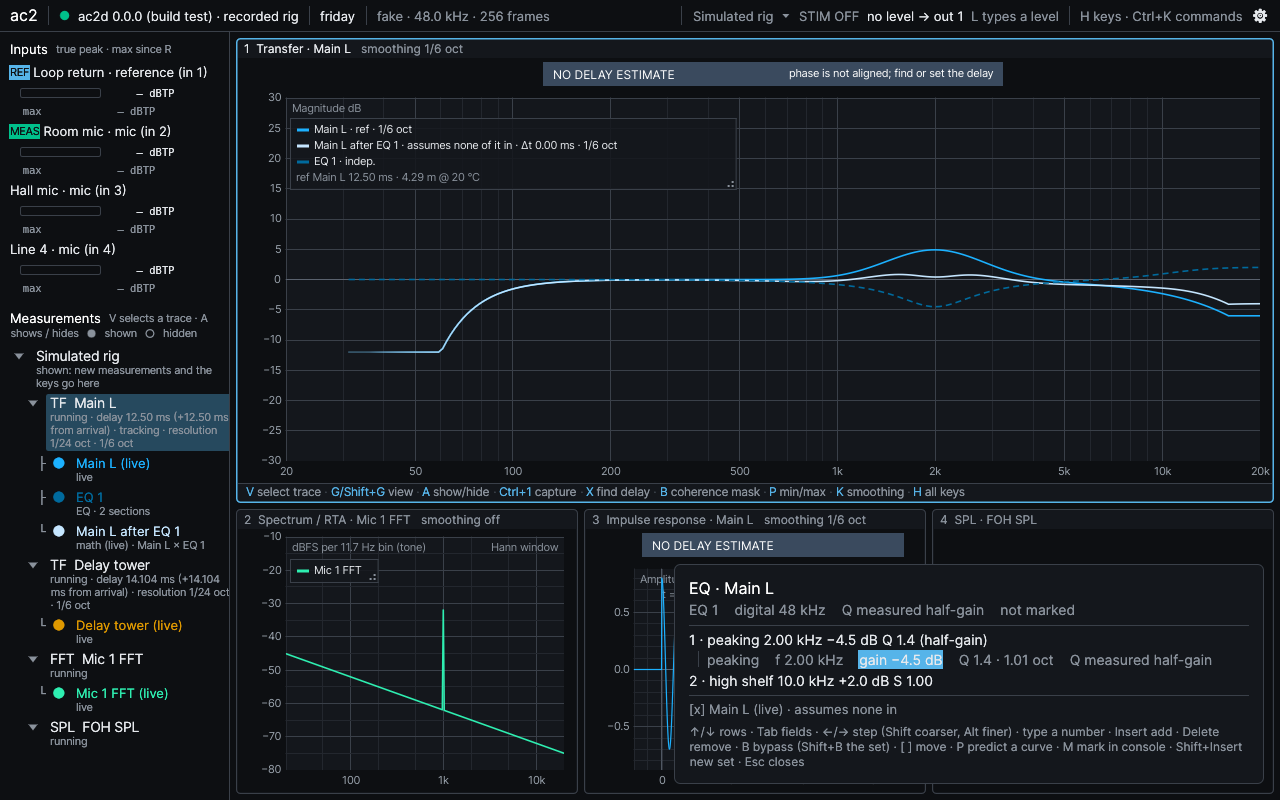 ac2 ac2d 0.0.0 (build test) · recorded rig friday fake · 48.0 kHz · 256 frames Simulated rig STIM OFF no level → out 1 L types a level H keys · Ctrl+K commands
Inputs true peak · max since R
REF Loop return · reference (in 1)
– dBTP
max – dBTP
MEAS Room mic · mic (in 2)
– dBTP
max – dBTP
Hall mic · mic (in 3)
– dBTP
max – dBTP
Line 4 · mic (in 4)
– dBTP
max – dBTP
Measurements V selects a trace · A
shows / hides shown hidden
Simulated rig
shown: new measurements and the
keys go here
TF Main L
running · delay 12.50 ms (+12.50 ms
from arrival) · tracking · resolution
1/24 oct · 1/6 oct
Main L (live)
live
EQ 1
EQ · 2 sections
Main L after EQ 1
math (live) · Main L × EQ 1
TF Delay tower
running · delay 14.104 ms (+14.104
ms from arrival) · resolution 1/24 oct
· 1/6 oct
Delay tower (live)
live
FFT Mic 1 FFT
running
Mic 1 FFT (live)
live
SPL FOH SPL
running
1 Transfer · Main L smoothing 1/6 oct
NO DELAY ESTIMATE phase is not aligned; find or set the delay
Magnitude dB
Main L · ref · 1/6 oct
Main L after EQ 1 · assumes none of it in · Δt 0.00 ms · 1/6 oct
EQ 1 · indep.
ref Main L 12.50 ms · 4.29 m @ 20 °C
30
25
20
15
10
5
0
−5
−10
−15
−20
−25
−30
20 50 100 200 500 1k 2k 5k 10k 20k
V select trace · G/Shift+G view · A show/hide · Ctrl+1 capture · X find delay · B coherence mask · P min/max · K smoothing · H all keys
2 Spectrum / RTA · Mic 1 FFT smoothing off
dBFS per 11.7 Hz bin (tone) Hann window
Mic 1 FFT
−10
−20
−30
−40
−50
−60
−70
−80
100 1k 10k
3 Impulse response · Main L smoothing 1/6 oct
NO DELAY ESTIMATE
0.5
0.0
−0.5
0
4 SPL · FOH SPL
EQ · Main L
EQ 1 digital 48 kHz Q measured half-gain not marked
1 · peaking 2.00 kHz −4.5 dB Q 1.4 (half-gain)
peaking f 2.00 kHz gain −4.5 dB Q 1.4 · 1.01 oct Q measured half-gain
2 · high shelf 10.0 kHz +2.0 dB S 1.00
[x] Main L (live) · assumes none in
↑/↓ rows · Tab fields · ←/→ step (Shift coarser, Alt finer) · type a number · Insert add · Delete
remove · B bypass (Shift+B the set) · [ ] move · P predict a curve · M mark in console · Shift+Insert
new set · Esc closes